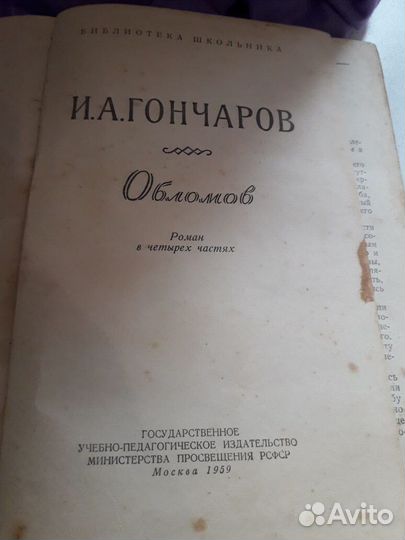 БИБЛИОТЕКА ШКОЛЬНИКА
И.А.ГОНЧАРОВ
Обломов
Роман
в четырех частях
ГОСУДАРСТВЕННОЕ
УЧЕБНО-ПЕДАГОГИЧЕСКОЕ ИЗДАТЕЛЬСТВО
МИНИСТЕРСТВА ПРОСВЕЩЕНИЯ РСФСР
Москва 1959
Avito